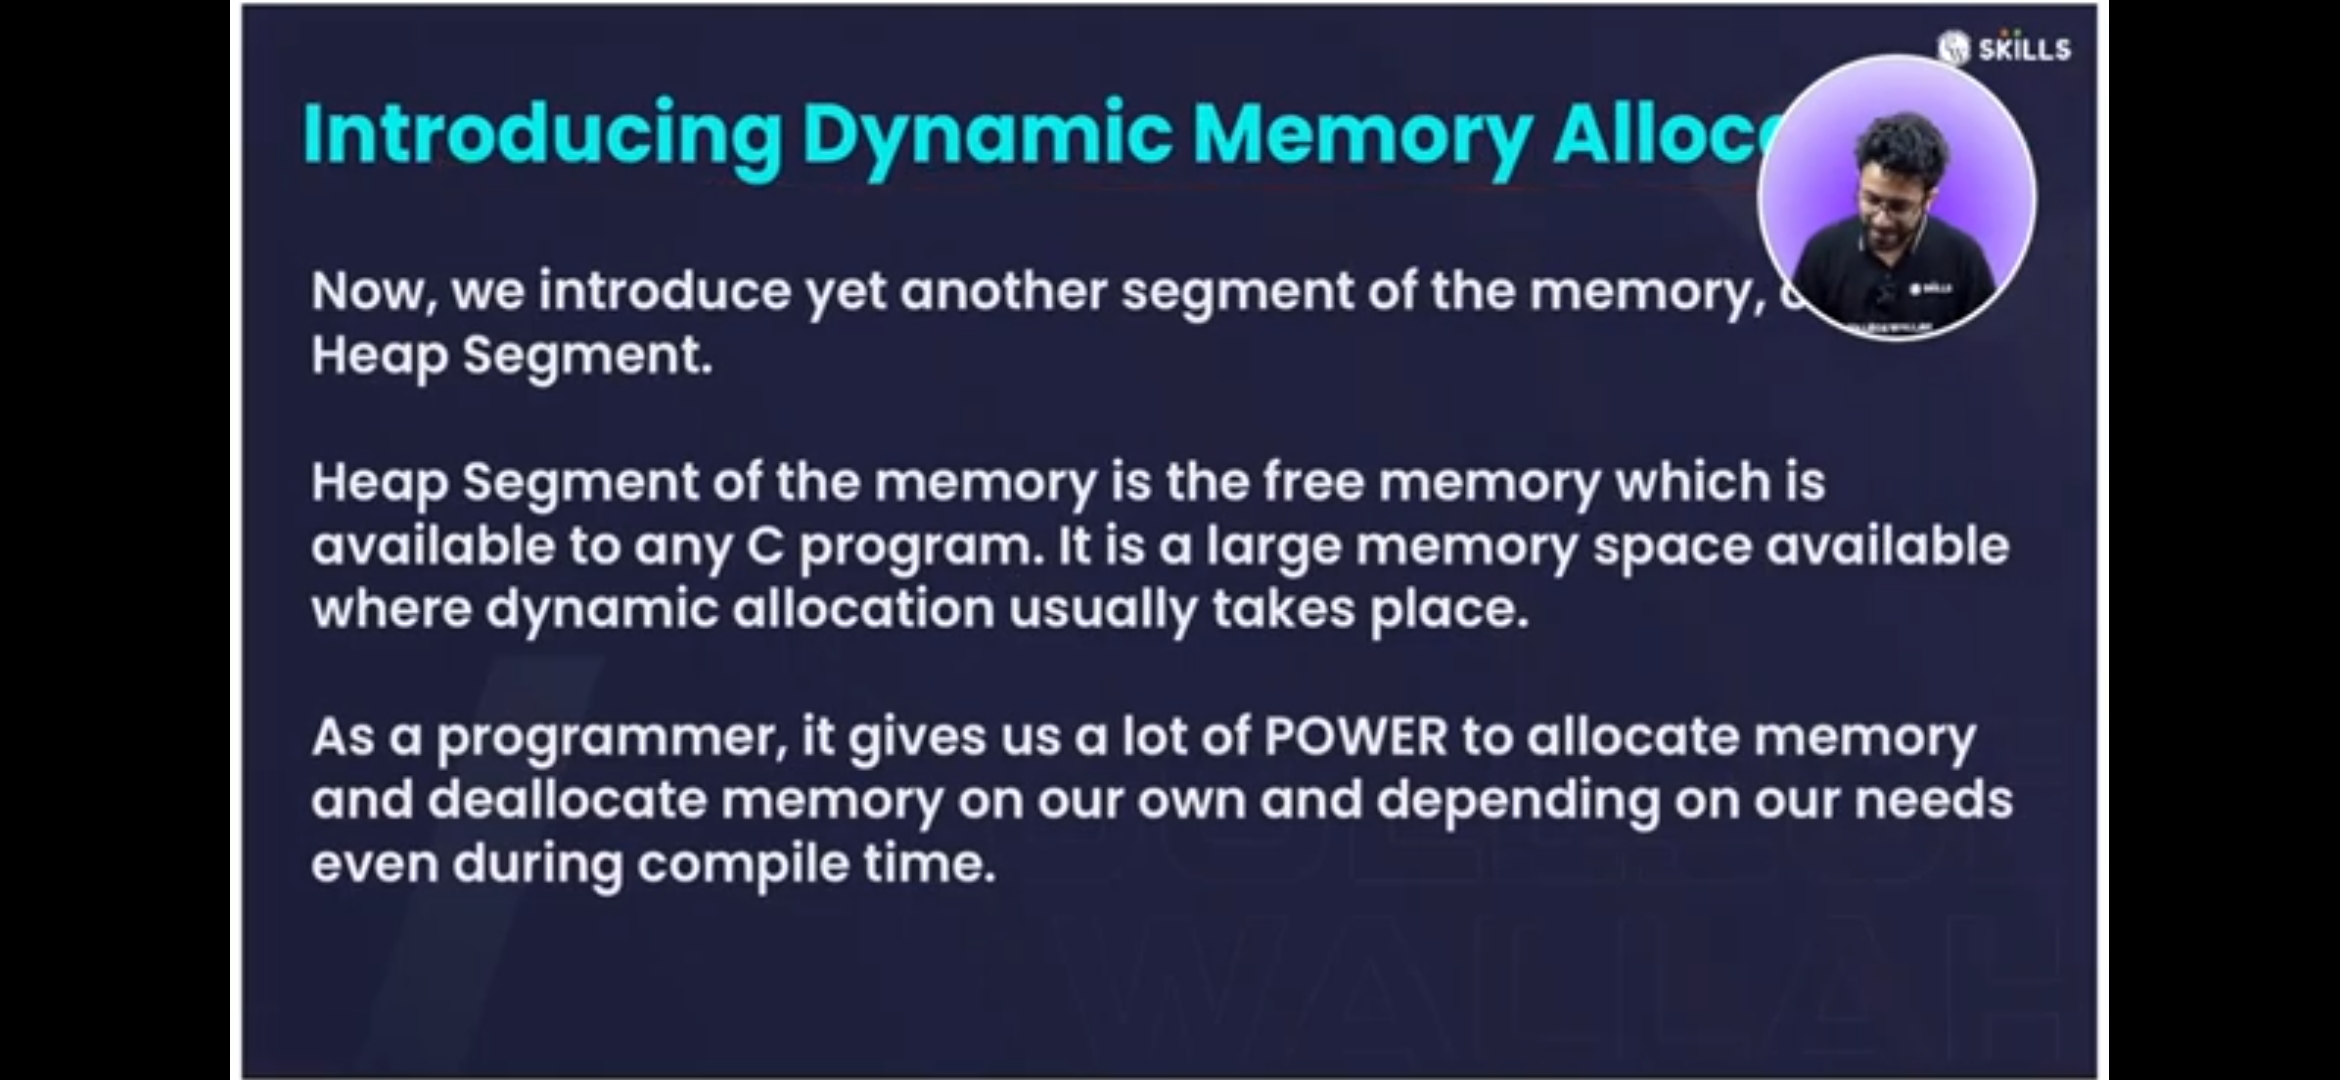 SKILLS
Introducing Dynamic Memory
Now, we introduce yet another segment of the memory,
Heap Segment.
Heap Segment of the memory is the free memory which is
available to any C program. It is a large memory space available
where dynamic allocation usually takes place.
As a programmer, it gives us a lot of POWER to allocate memory
and deallocate memory on our own and depending on our needs
even during compile time.
WALLAH